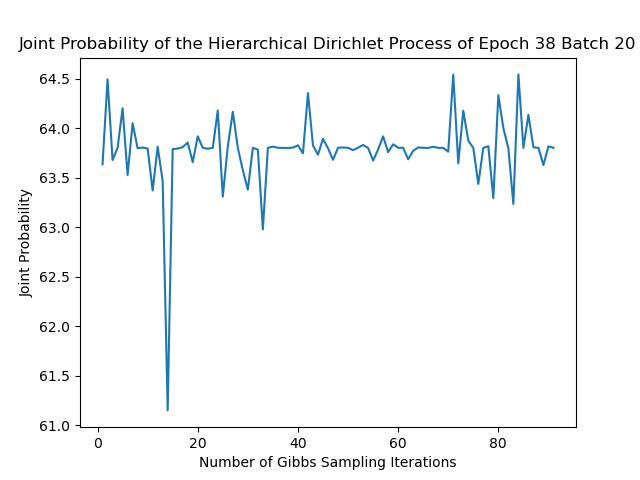 Joint Probability of the Hierarchical Dirichlet Process of Epoch 38 Batch 20
64.5
64.0
63.5
63.0
62.5
62.0
61.5
61.0
Joint Probability
0 20 40 60 80
Number of Gibbs Sampling Iterations